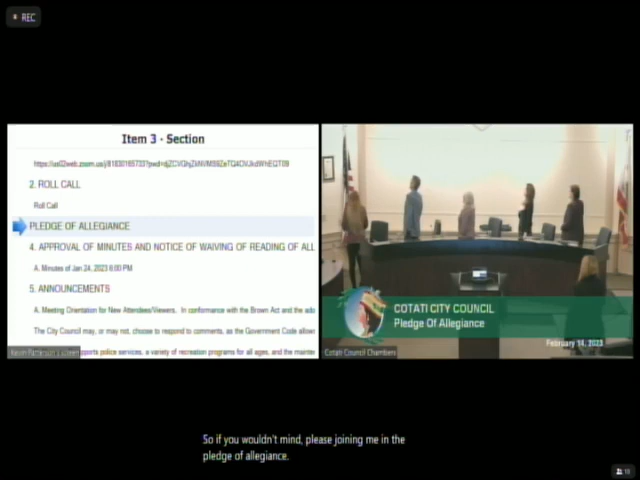 REC
Item 3 - Section
2. ROLL CALL
Roll Call
PLEDGE OF ALLEGIANCE
4. APPROVAL OF MINUTES AND NOTICE OF WAIVING OF READING OF ALL
A. Minutes of Jan 24, 2023 6:00 PM
5. ANNOUNCEMENTS
A. Meeting Orientation for New Attendees/Viewers. In conformance with the Brown Act and the
The City Council may, or may not, choose to respond to comments, as the Government Code
supports police services, a variety of recreation programs for all ages, and the
COTATI CITY COUNCIL
Pledge Of Allegiance
February 14, 2023
Cotati Council Chambers
So if you wouldn't mind, please joining me in the
pledge of allegiance.